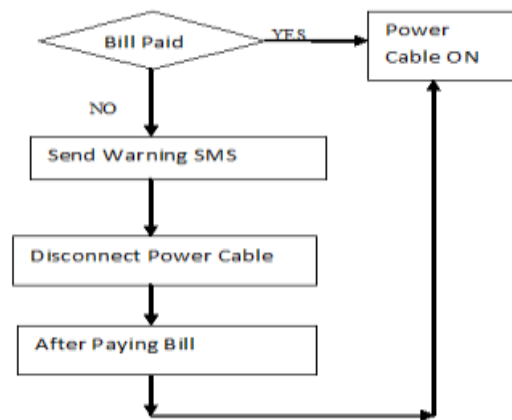 Bill Paid
YES
Power
Cable ON
NO
Send Warning SMS
Disconnect Power Cable
After Paying Bill